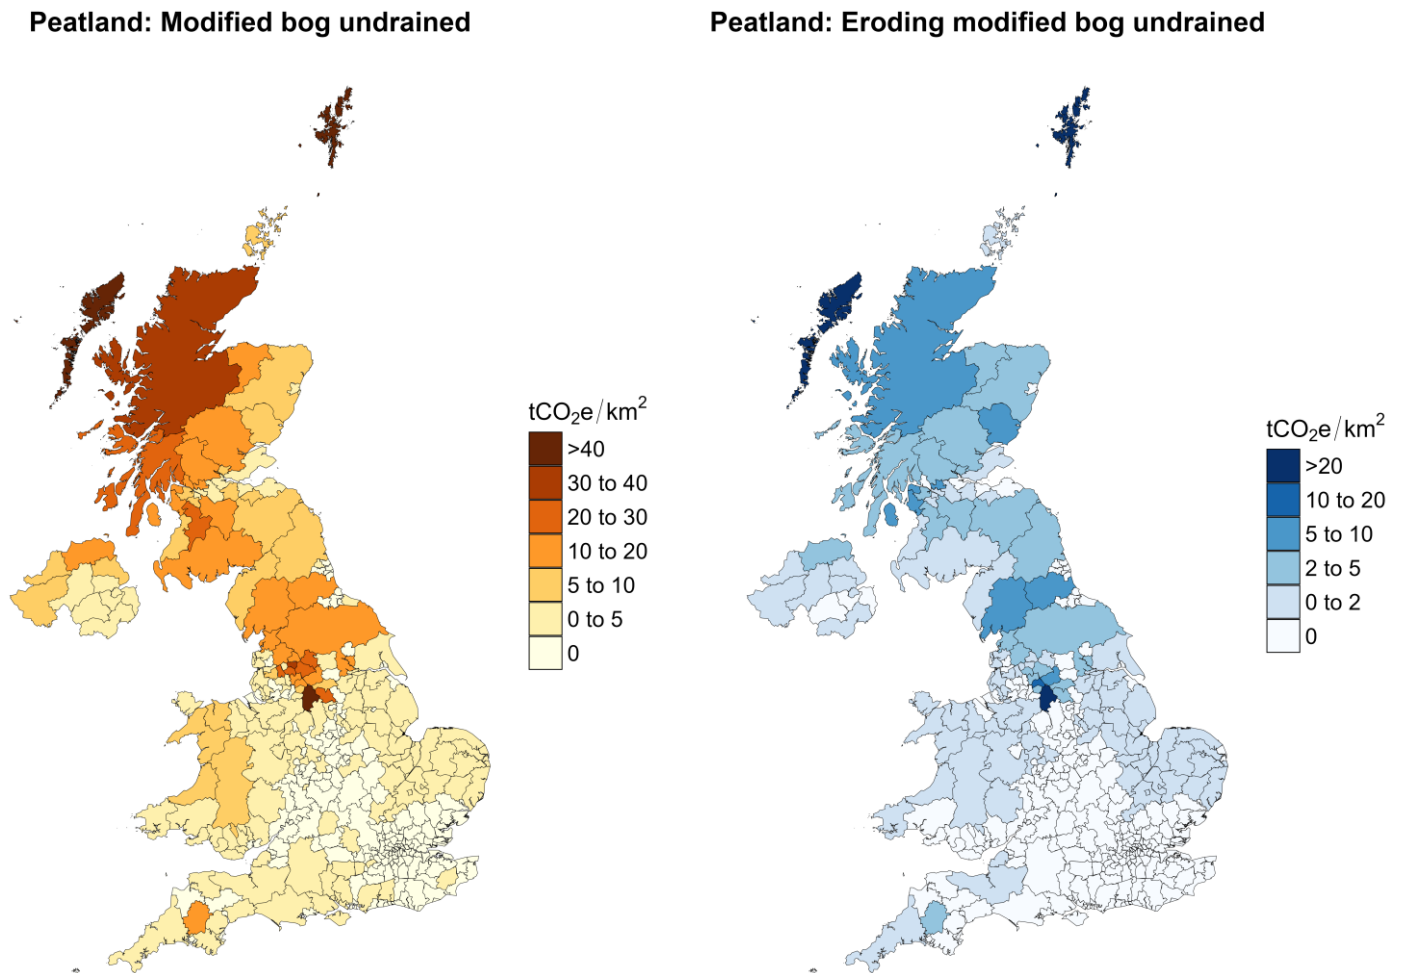 Peatland: Modified bog undrained
Peatland: Eroding modified bog undrained
tCO₂e/km²
>40
30 to 40
20 to 30
10 to 20
5 to 10
0 to 5
0
tCO₂e/km²
>20
10 to 20
5 to 10
2 to 5
0 to 2
0